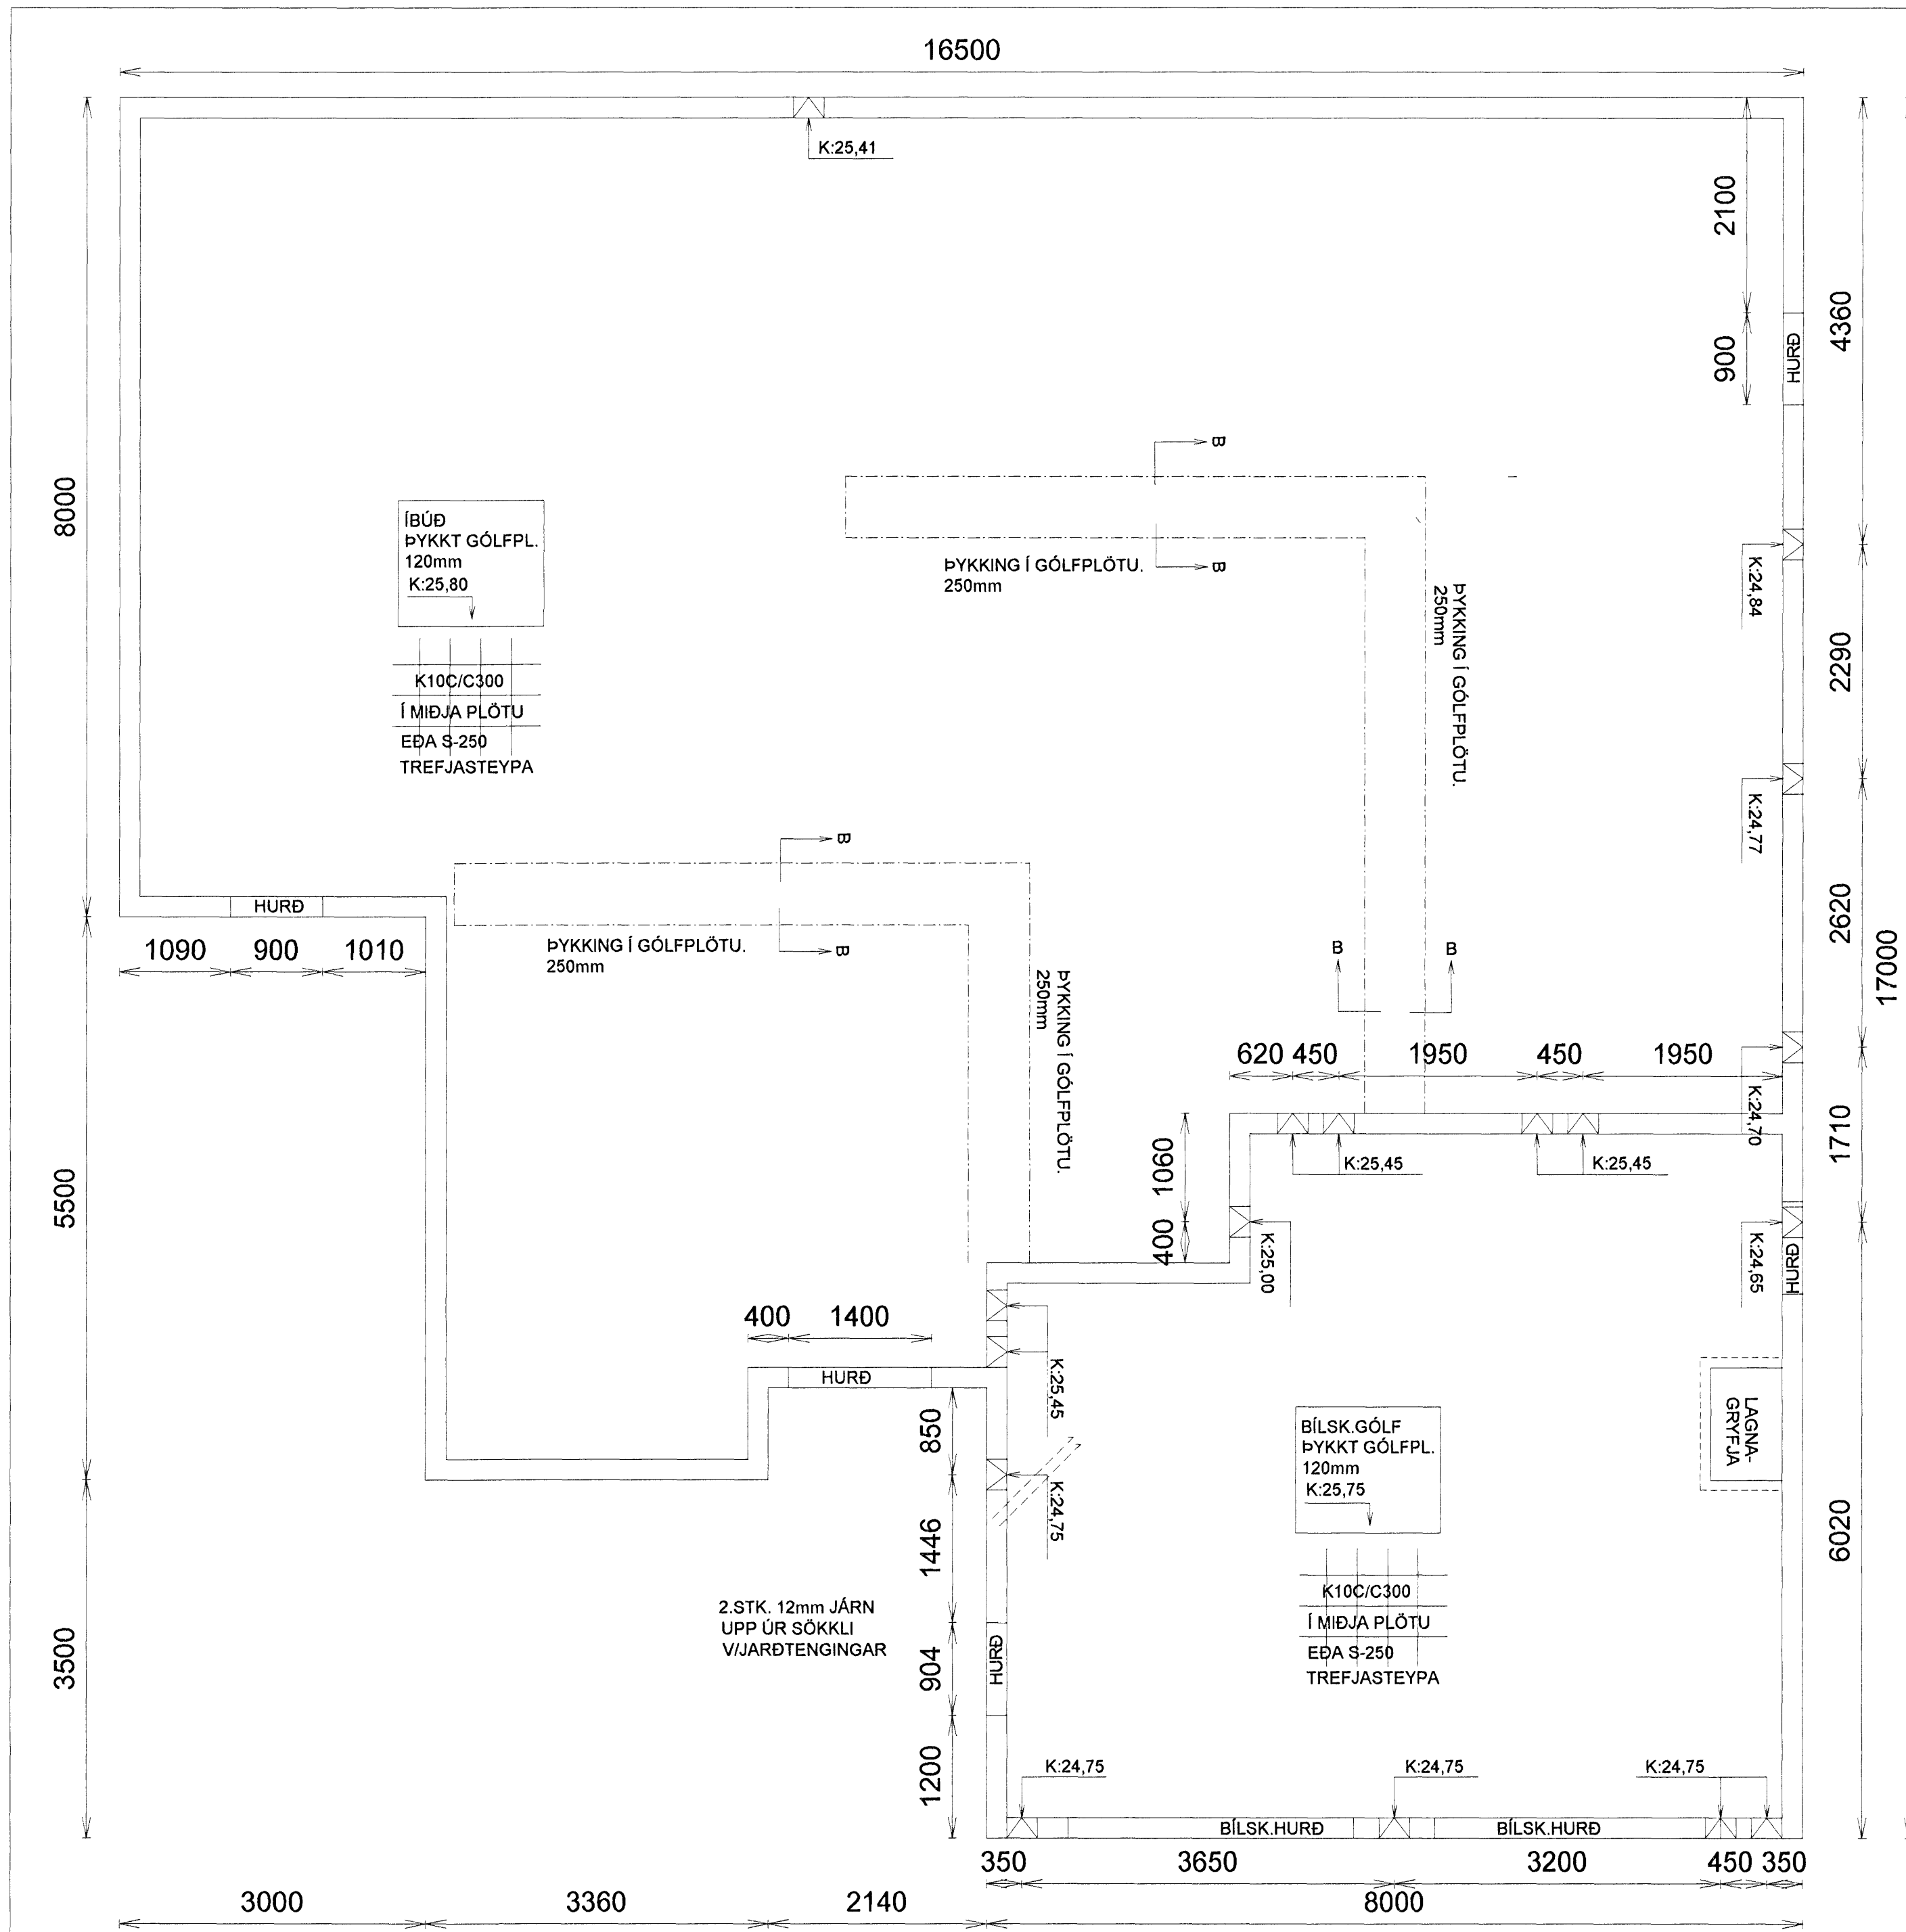 16500
K:25,41
2100
900
HURÐ
4360
8000
B
B
ÍBÚÐ
ÞYKKT GÓLFPL.
120mm
K:25,80
ÞYKKING Í GÓLFPLÖTU.
250mm
ÞYKKING Í GÓLFPLÖTU.
250mm
K:24,84
2290
K10C/C300
Í MIÐJA PLÖTU
EÐA S-250
TREFJASTEYPA
K:24,77
B
B
HURÐ
1090
900
1010
ÞYKKING Í GÓLFPLÖTU.
250mm
ÞYKKING Í GÓLFPLÖTU.
250mm
B
B
2620
17000
620
450
1950
450
1950
K:24,70
1710
K:25,45
K:25,45
1060
400
K:25,00
K:24,65
HURÐ
5500
400
1400
HURÐ
K:25,45
850
K:24,75
1446
BÍLSK.GÓLF
ÞYKKT GÓLFPL.
120mm
K:25,75
LAGNA-
GRYFJA
6020
K10C/C300
Í MIÐJA PLÖTU
EÐA S-250
TREFJASTEYPA
2.STK. 12mm JÁRN
UPP ÚR SÖKKLI
V/JARÐTENGINGAR
904
HURÐ
3500
1200
K:24,75
K:24,75
K:24,75
BÍLSK.HURÐ
BÍLSK.HURÐ
350
3650
3200
450
350
3000
3360
2140
8000